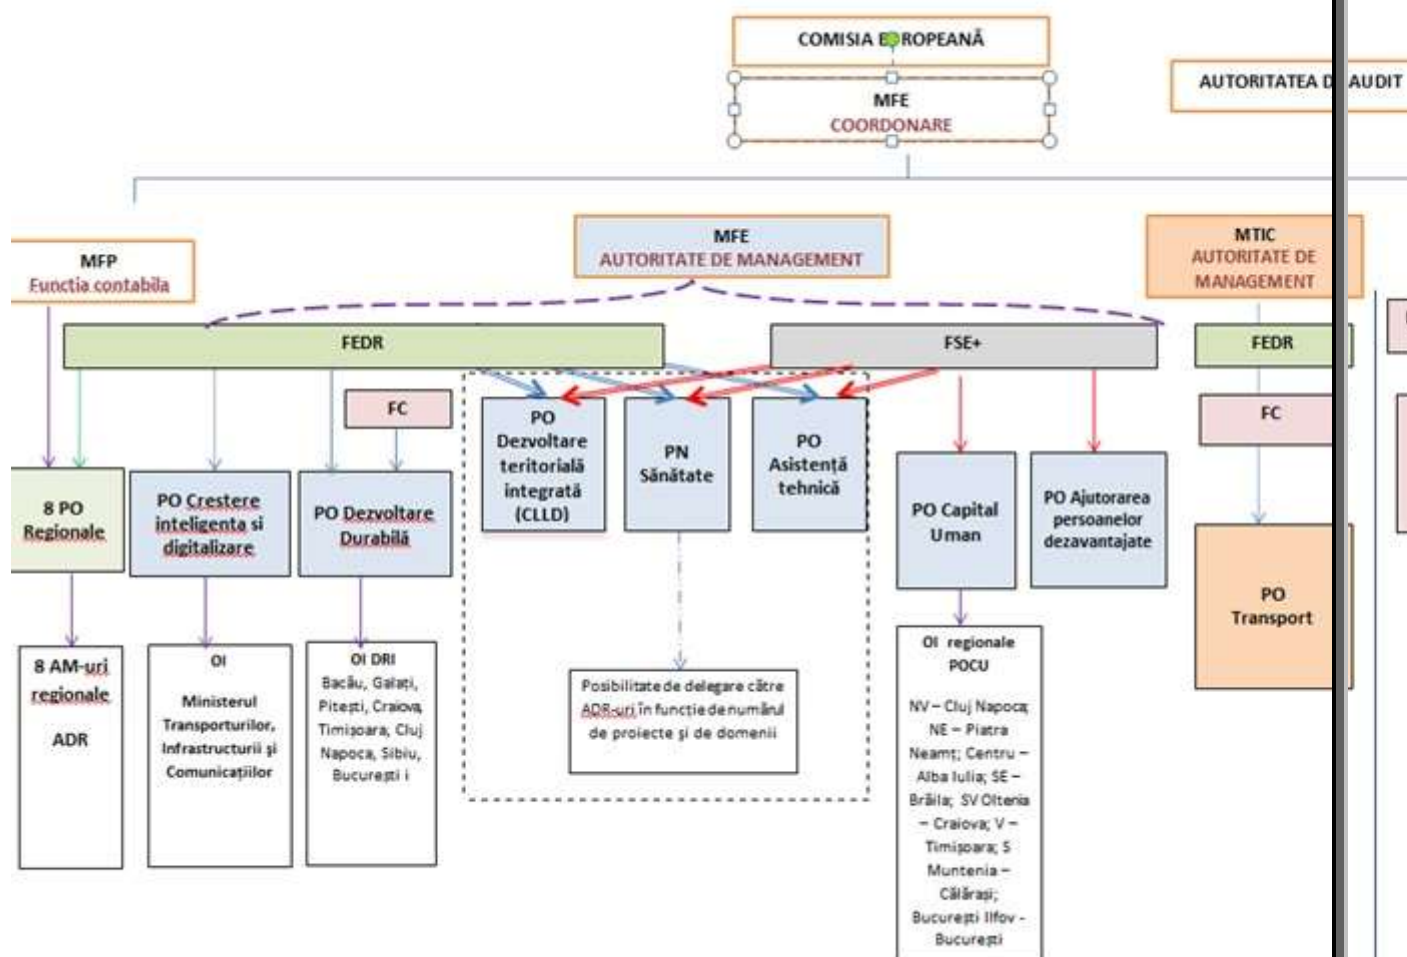 COMISIA EUROPEANĂ
MFE
COORDONARE
AUTORITATEA DE AUDIT
MFP
Functia contabila
MFE
AUTORITATE DE MANAGEMENT
MTIC
AUTORITATE DE
MANAGEMENT
FEDR
FSE+
FEDR
FC
FC
8 PO
Regionale
PO Crestere
inteligenta si
digitalizare
PO Dezvoltare
Durabilă
PO
Dezvoltare
teritorială
integrată
(CLLD)
PN
Sănătate
PO
Asistență
tehnică
PO Capital
Uman
PO Ajutorarea
persoanelor
dezavantajate
PO
Transport
8 AM-uri
regionale
ADR
OI
Ministerul
Transporturilor,
Infrastructurii și
Comunicațiilor
OI DRI
Bacău, Galați,
Pitești, Craiova,
Timișoara, Cluj
Napoca, Sibiu,
București i
Posibilitate de delegare către
ADR-uri în funcție de numărul
de proiecte și de domenii
OI regionale
POCU
NV – Cluj Napoca;
NE – Piatra
Neamț; Centru –
Alba Iulia; SE –
Brăila; SV Oltenia
– Craiova; V –
Timișoara; S
Muntenia –
Călărași;
București Ilfov -
București